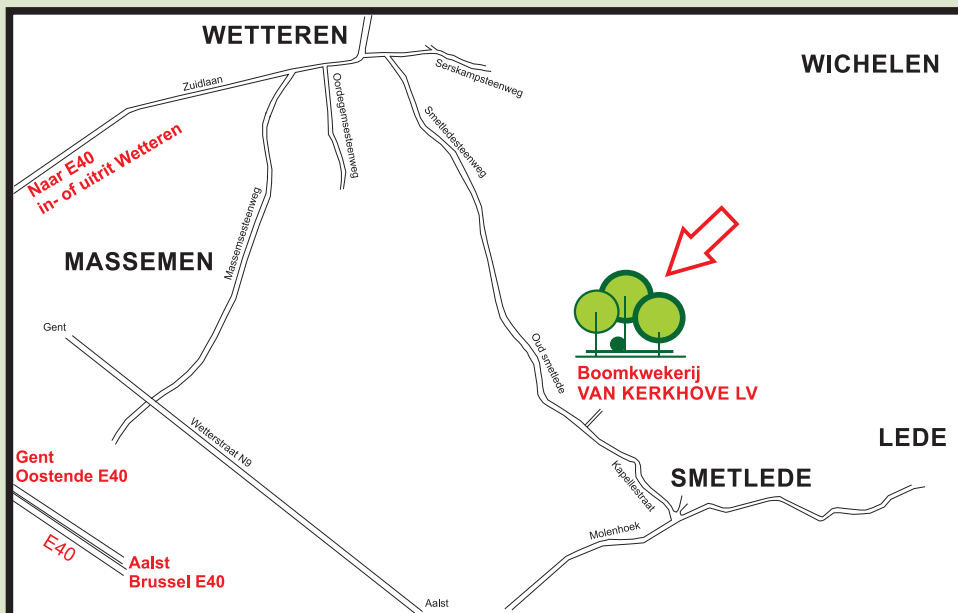 WETTEREN
WICHELEN
Serskampsteenweg
Zuidlaan
Oordegemsesteenweg
Smetledesteenweg
Naar E40
in- of uitrit Wetteren
Massemsesteenweg
MASSEMEN
Gent
Oud smetlede
Boomkwekerij
VAN KERKHOVE LV
Wetterstraat N9
LEDE
Gent
Oostende E40
Kapellestraat
SMETLEDE
Molenhoek
E40
Aalst
Brussel E40
Aalst